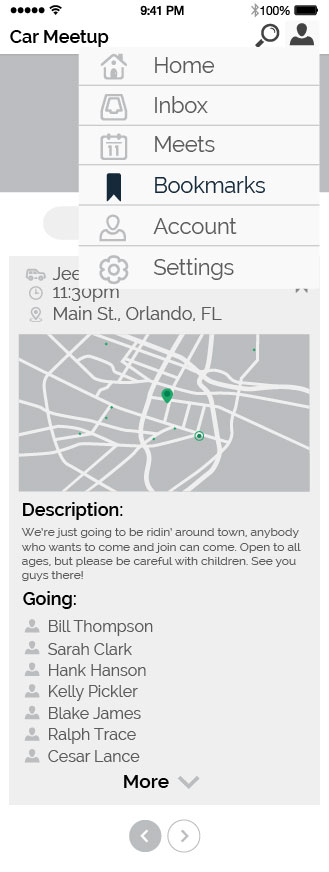 9:41 PM
100%
Car Meetup
Home
Inbox
Meets
11
Bookmarks
Account
Settings
11:30pm
Main St., Orlando, FL
Description:
We're just going to be ridin' around town, anybody
who wants to come and join can come. Open to all
ages, but please be careful with children. See you
guys there!
Going:
Bill Thompson
Sarah Clark
Hank Hanson
Kelly Pickler
Blake James
Ralph Trace
Cesar Lance
More